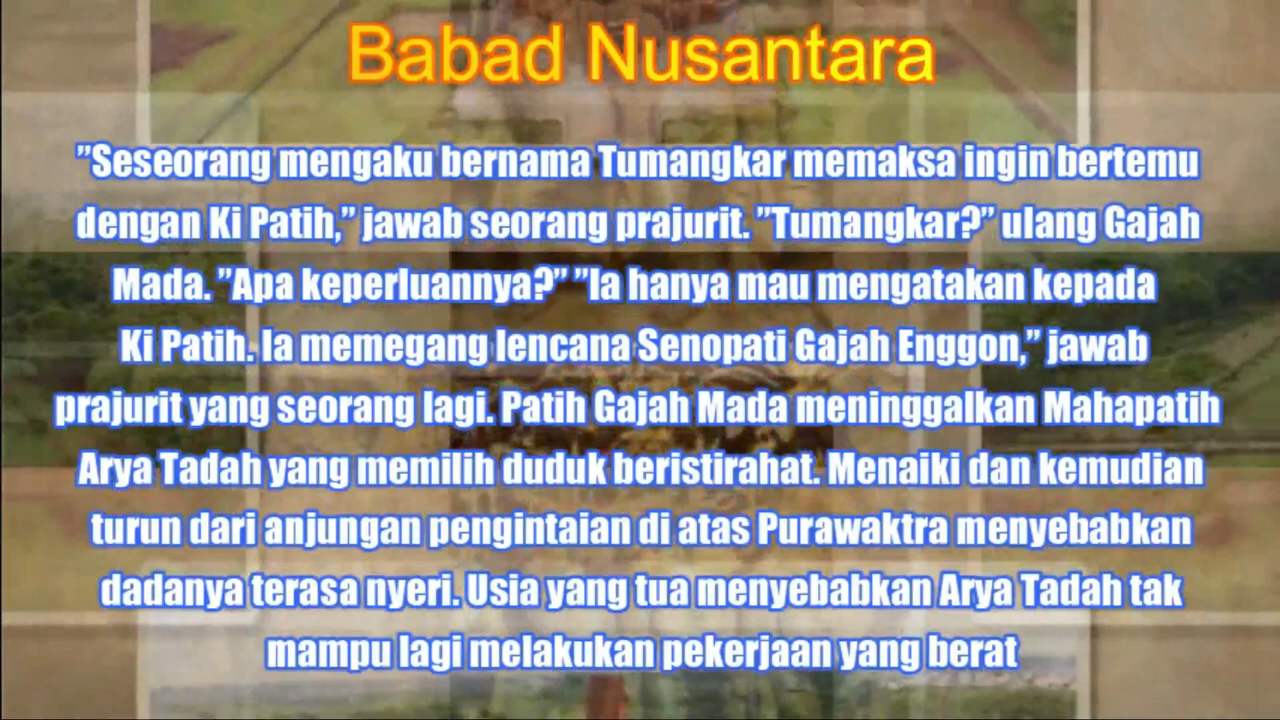 Babad Nusantara
”Seseorang mengaku bernama Tumangkar memaksa ingin bertemu
dengan Ki Patih,” jawab seorang prajurit. ”Tumangkar?” ulang Gajah
Mada. ”Apa keperluannya?” ”Ia hanya mau mengatakan kepada
Ki Patih. Ia memegang lencana Senopati Gajah Enggon,” jawab
prajurit yang seorang lagi. Patih Gajah Mada meninggalkan Mahapatih
Arya Tadah yang memilih duduk beristirahat. Menaiki dan kemudian
turun dari anjungan pengintaian di atas Purawaktra menyebabkan
dadanya terasa nyeri. Usia yang tua menyebabkan Arya Tadah tak
mampu lagi melakukan pekerjaan yang berat